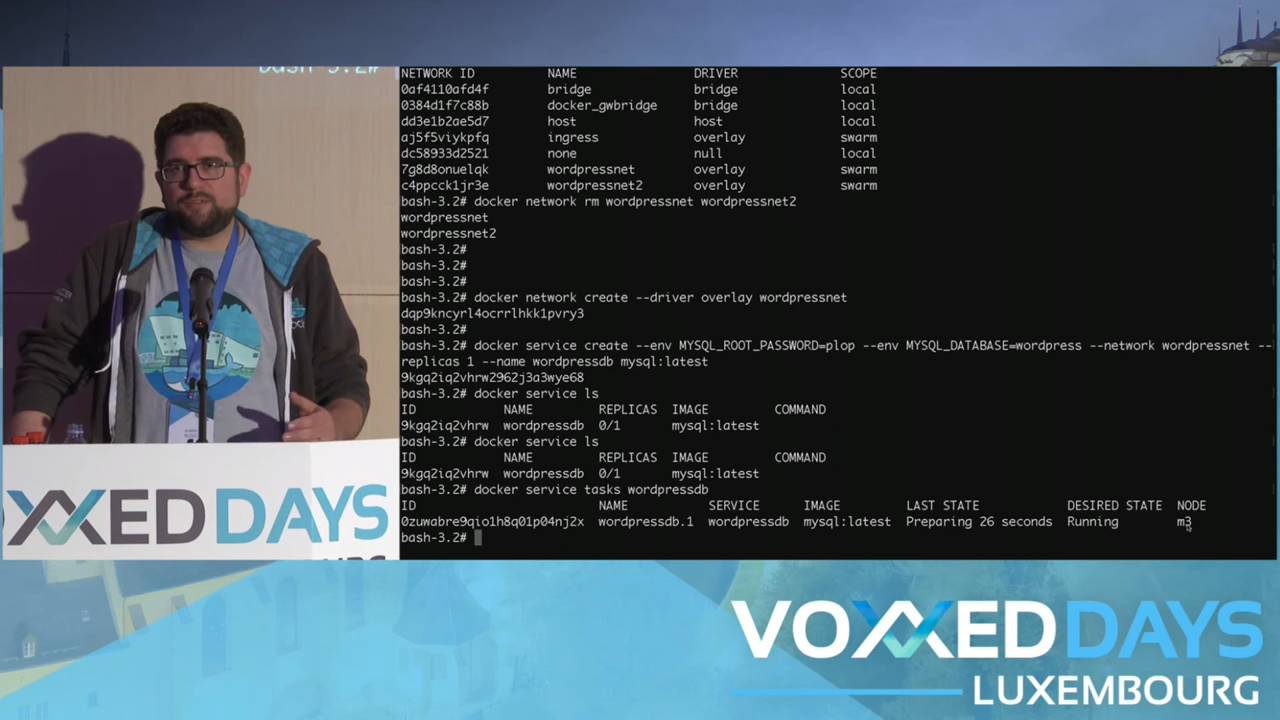 NETWORK ID NAME DRIVER SCOPE
0af4110afd4f bridge bridge local
0384d1f7c88b docker_gwbridge bridge local
dd3e1b2ae5d7 host host local
aj5f5viykpfq ingress overlay swarm
dc58933d2521 none null local
7g8d8onuelqk wordpressnet overlay swarm
c4ppcck1jr3e wordpressnet2 overlay swarm
bash-3.2# docker network rm wordpressnet wordpressnet2
wordpressnet
wordpressnet2
bash-3.2#
bash-3.2#
bash-3.2#
bash-3.2# docker network create --driver overlay wordpressnet
dqp9kncyrl4ocrrlhkk1pvry3
bash-3.2#
bash-3.2# docker service create --env MYSQL_ROOT_PASSWORD=plop --env MYSQL_DATABASE=wordpress --network wordpressnet --
replicas 1 --name wordpressdb mysql:latest
9kgq2iq2vhrw2962j3a3wye68
bash-3.2# docker service ls
ID NAME REPLICAS IMAGE COMMAND
9kgq2iq2vhrw wordpressdb 0/1 mysql:latest
bash-3.2# docker service ls
ID NAME REPLICAS IMAGE COMMAND
9kgq2iq2vhrw wordpressdb 0/1 mysql:latest
bash-3.2# docker service tasks wordpressdb
ID NAME SERVICE IMAGE LAST STATE DESIRED STATE NODE
0zuwabre9qio1h8q01p04nj2x wordpressdb.1 wordpressdb mysql:latest Preparing 26 seconds Running m3
bash-3.2#
VOXXED DAYS
LUXEMBOURG